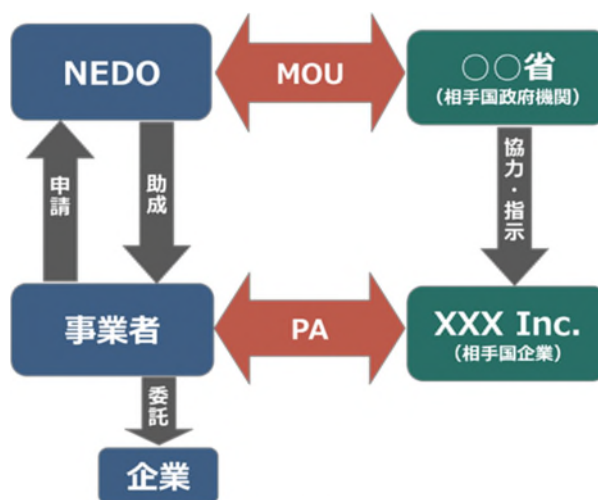 NEDO
MOU
○○省
(相手国政府機関)
申請
助成
協力・指示
事業者
PA
XXX Inc.
(相手国企業)
委託
企業